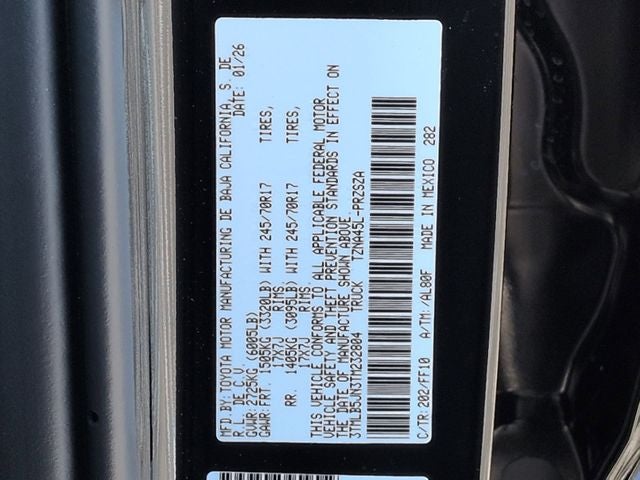 MFD.BY: TOYOTA MOTOR MANUFACTURING DE BAJA CALIFORNIA, S. DE
R.L. DE C.V. DATE: 01/26
GVWR: 2725KG (6005LB)
GAWR: FRT. 1505KG (3320LB) WITH 245/70R17 TIRES,
17X7J RIMS
RR. 1405KG (3095LB) WITH 245/70R17 TIRES,
17X7J RIMS
THIS VEHICLE CONFORMS TO ALL APPLICABLE FEDERAL MOTOR
VEHICLE SAFETY AND THEFT PREVENTION STANDARDS IN EFFECT ON
THE DATE OF MANUFACTURE SHOWN ABOVE.
3TMLB5JN3TM232804 TRUCK TZNA45L-PRZSZA
C/TR:202/FF10 A/TM:/AL80F MADE IN MEXICO 282